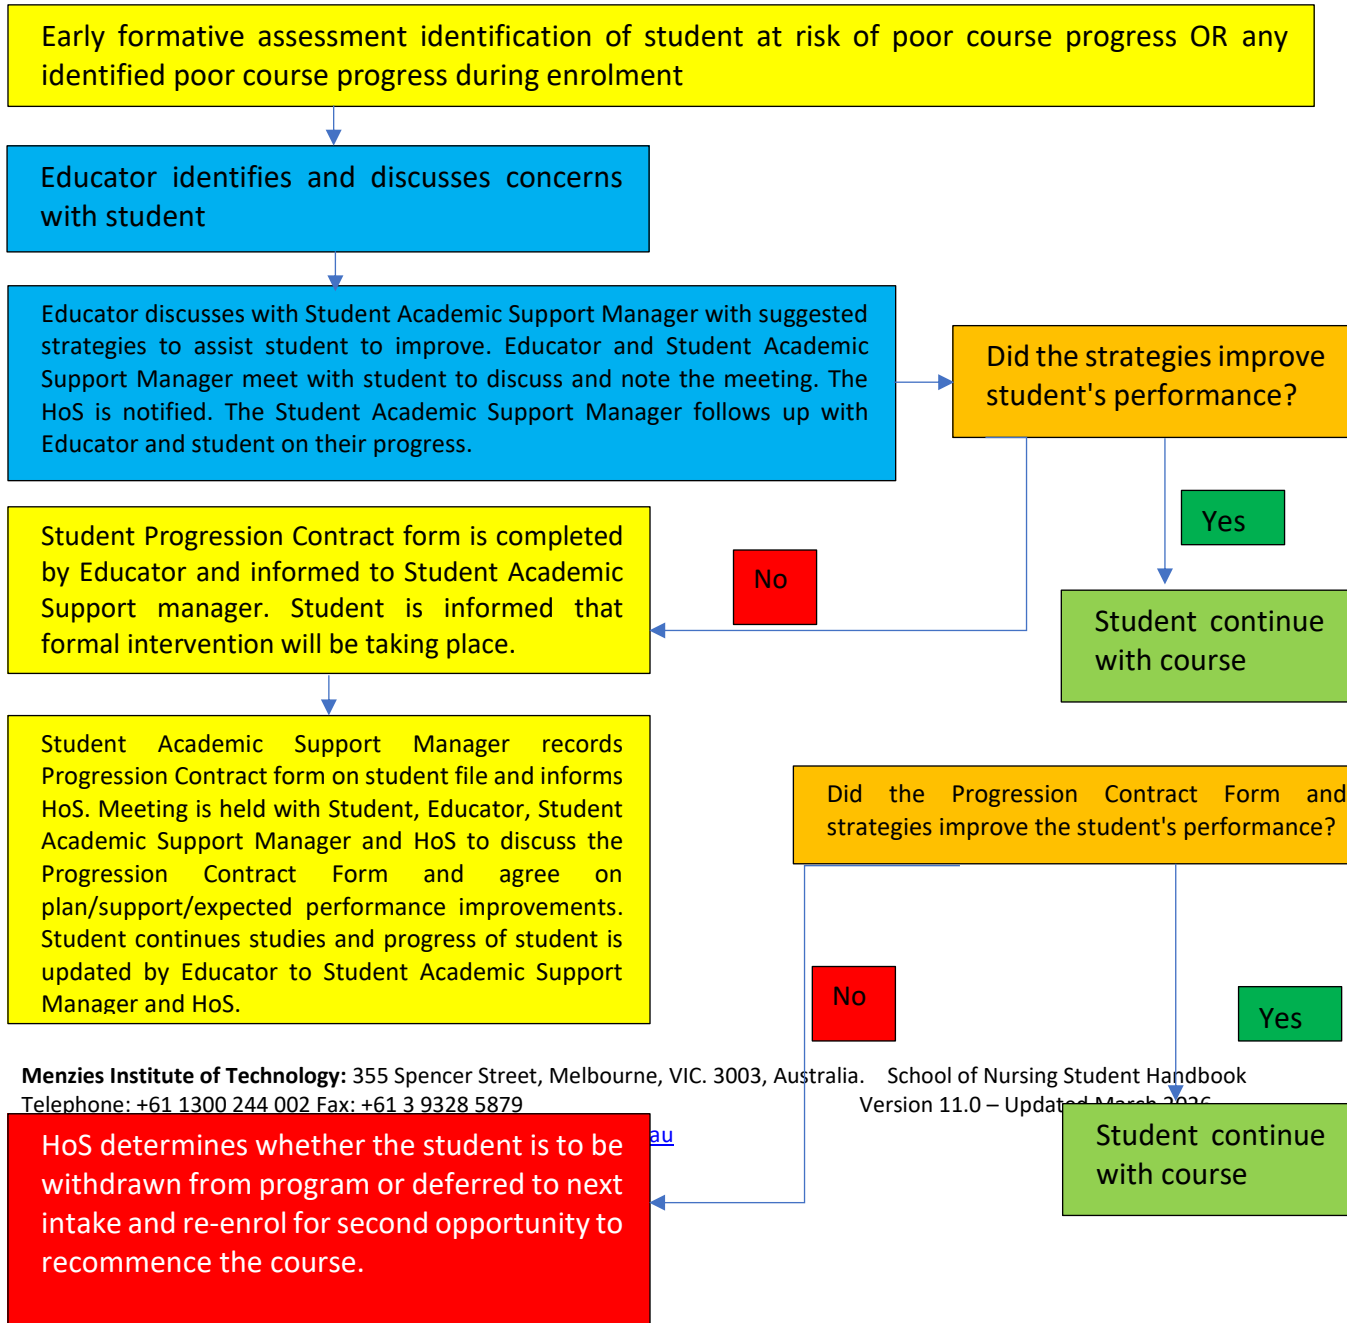 Early formative assessment identification of student at risk of poor course progress OR any
identified poor course progress during enrolment
Educator identifies and discusses concerns
with student
Educator discusses with Student Academic Support Manager with suggested
strategies to assist student to improve. Educator and Student Academic
Support Manager meet with student to discuss and note the meeting. The
HoS is notified. The Student Academic Support Manager follows up with
Educator and student on their progress.
Did the strategies improve
student's performance?
Yes
No
Student continue
with course
Student Progression Contract form is completed
by Educator and informed to Student Academic
Support manager. Student is informed that
formal intervention will be taking place.
Student Academic Support Manager records
Progression Contract form on student file and informs
HoS. Meeting is held with Student, Educator, Student
Academic Support Manager and HoS to discuss the
Progression Contract Form and agree on
plan/support/expected performance improvements.
Student continues studies and progress of student is
updated by Educator to Student Academic Support
Manager and HoS.
Did the Progression Contract Form and
strategies improve the student's performance?
No
Yes
Menzies Institute of Technology: 355 Spencer Street, Melbourne, VIC. 3003, Australia. School of Nursing Student Handbook
Telephone: +61 1300 244 002 Fax: +61 3 9328 5879 Version 11.0 – Updated March 2026
au
Student continue
with course
HoS determines whether the student is to be
withdrawn from program or deferred to next
intake and re-enrol for second opportunity to
recommence the course.